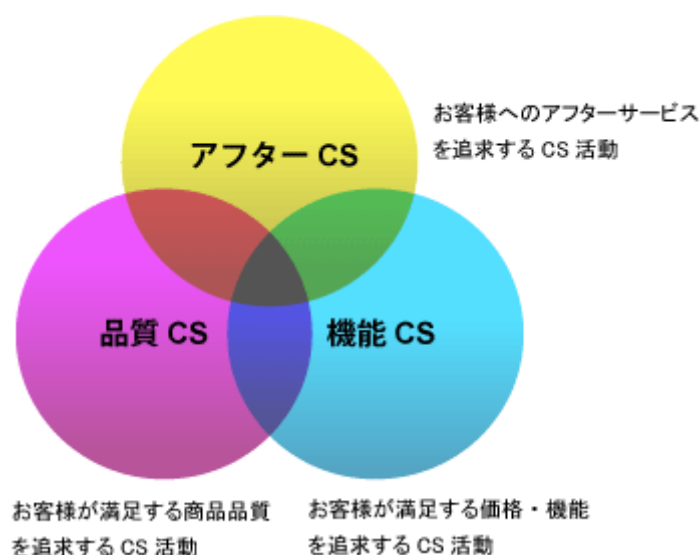 お客様へのアフターサービス
を追求する CS 活動
アフター CS
品質 CS
機能 CS
お客様が満足する商品品質
を追求する CS 活動
お客様が満足する価格・機能
を追求する CS 活動